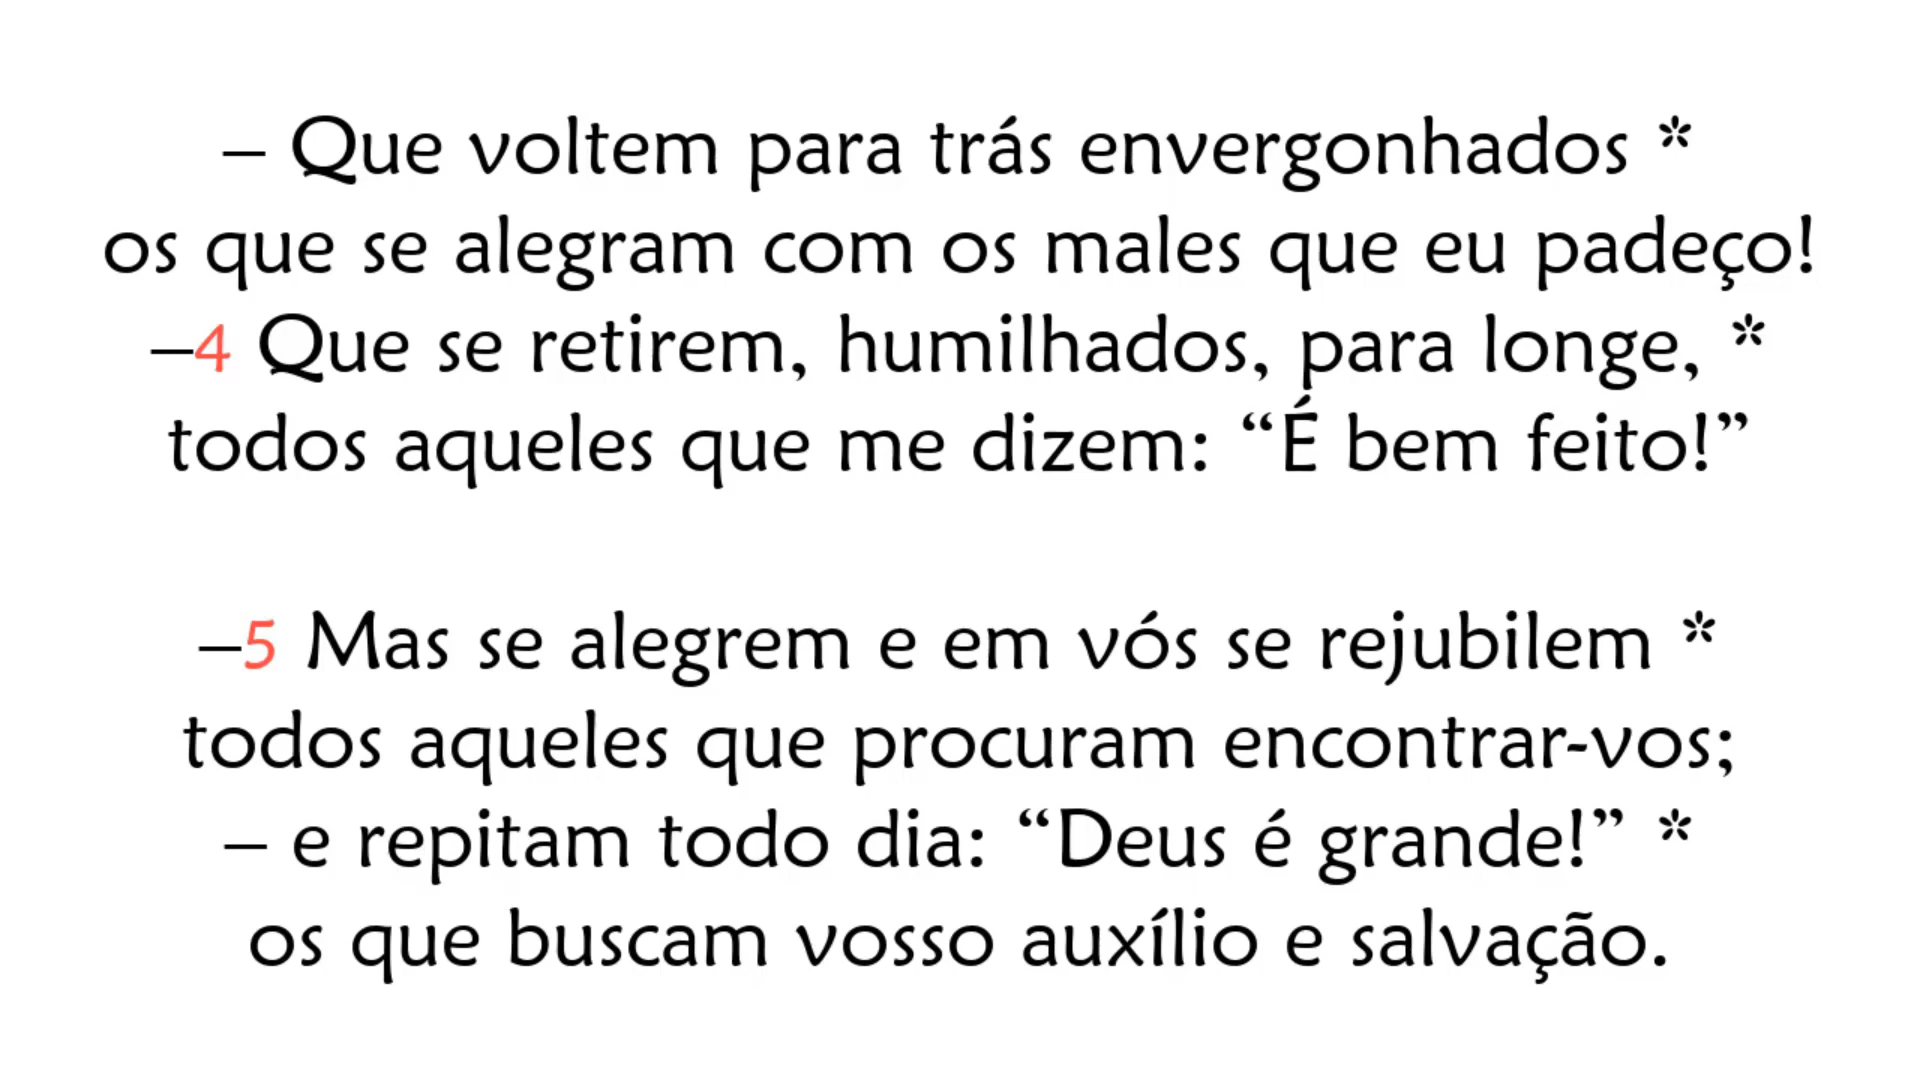 – Que voltem para trás envergonhados *
os que se alegram com os males que eu padeço!
–4 Que se retirem, humilhados, para longe, *
todos aqueles que me dizem: “É bem feito!”
–5 Mas se alegrem e em vós se rejubilem *
todos aqueles que procuram encontrar-vos;
– e repitam todo dia: “Deus é grande!” *
os que buscam vosso auxílio e salvação.